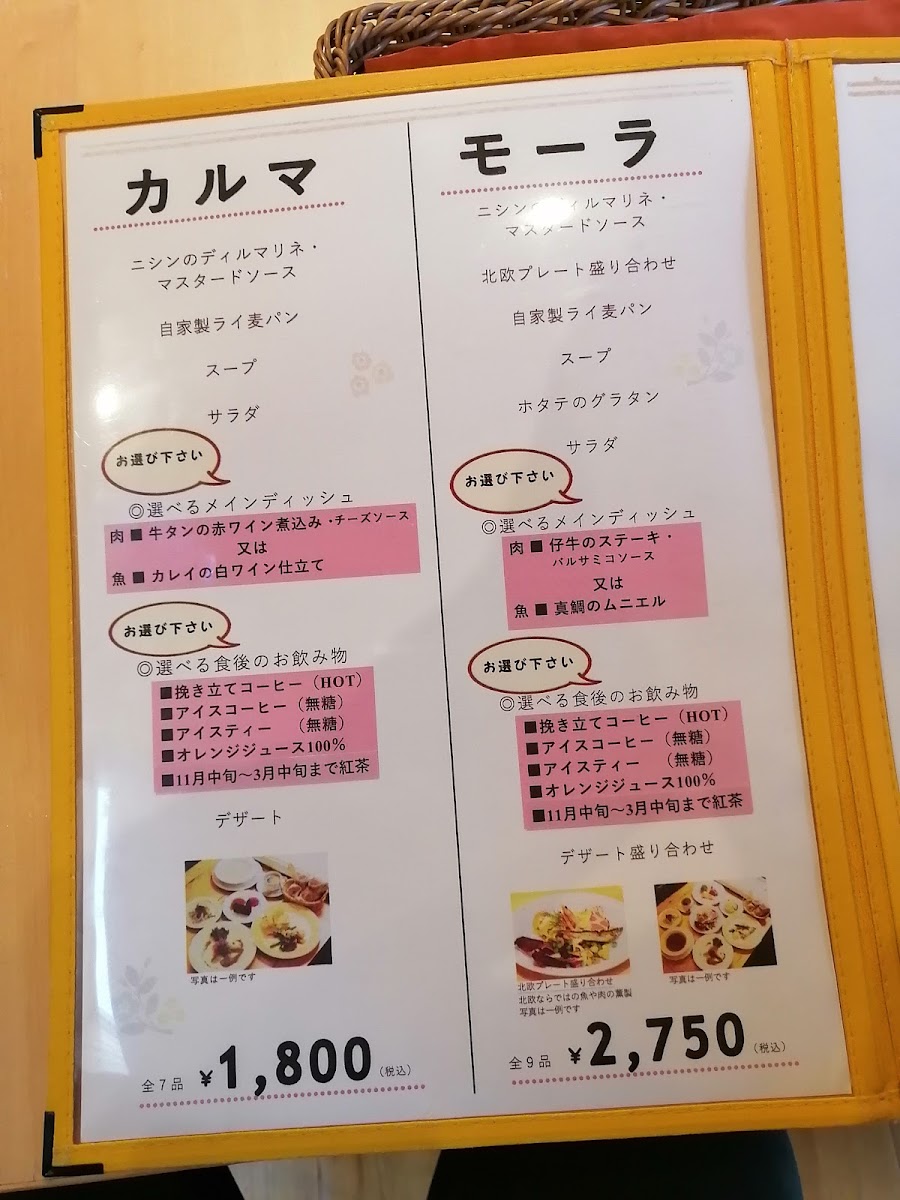 カルマ
ニシンのディルマリネ・
マスタードソース
自家製ライ麦パン
スープ
サラダ
お選び下さい
◎選べるメインディッシュ
肉 ■ 牛タンの赤ワイン煮込み・チーズソース
又は
魚 ■ カレイの白ワイン仕立て
お選び下さい
◎選べる食後のお飲み物
■挽き立てコーヒー（HOT）
■アイスコーヒー（無糖）
■アイスティー　（無糖）
■オレンジジュース100%
■11月中旬～3月中旬まで紅茶
デザート
写真は一例です
全7品 ¥1,800（税込）
モーラ
ニシンのディルマリネ・
マスタードソース
北欧プレート盛り合わせ
自家製ライ麦パン
スープ
ホタテのグラタン
サラダ
お選び下さい
◎選べるメインディッシュ
肉 ■ 仔牛のステーキ・
バルサミコソース
又は
魚 ■ 真鯛のムニエル
お選び下さい
◎選べる食後のお飲み物
■挽き立てコーヒー（HOT）
■アイスコーヒー（無糖）
■アイスティー　（無糖）
■オレンジジュース100%
■11月中旬～3月中旬まで紅茶
デザート盛り合わせ
北欧プレート盛り合わせ
北欧ならではの魚や肉の薫製
写真は一例です
写真は一例です
全9品 ¥2,750（税込）